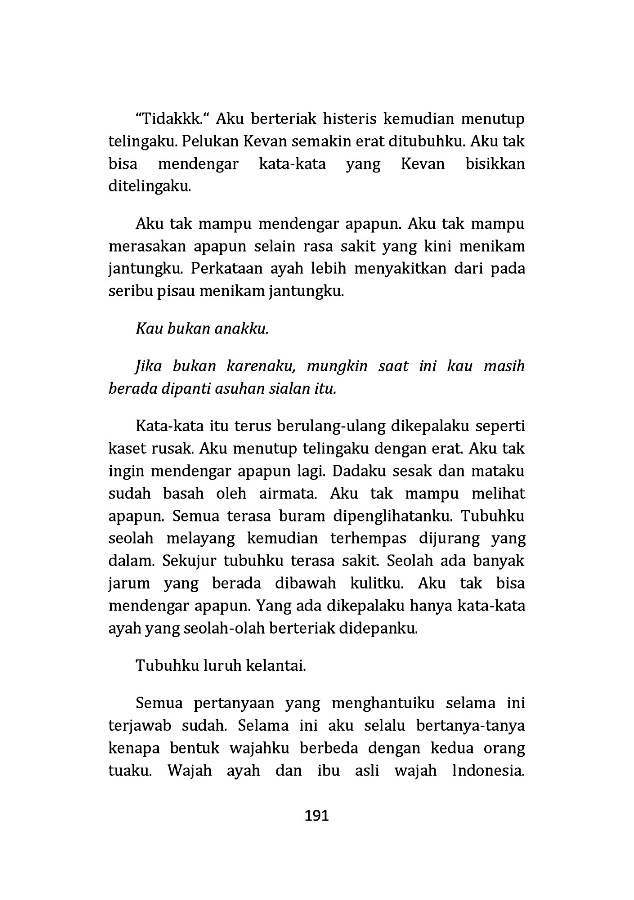 “Tidakkk.“ Aku berteriak histeris kemudian menutup
telingaku. Pelukan Kevan semakin erat ditubuhku. Aku tak
bisa mendengar kata-kata yang Kevan bisikkan
ditelingaku.
Aku tak mampu mendengar apapun. Aku tak mampu
merasakan apapun selain rasa sakit yang kini menikam
jantungku. Perkataan ayah lebih menyakitkan dari pada
seribu pisau menikam jantungku.
Kau bukan anakku.
Jika bukan karenaku, mungkin saat ini kau masih
berada dipanti asuhan sialan itu.
Kata-kata itu terus berulang-ulang dikepalaku seperti
kaset rusak. Aku menutup telingaku dengan erat. Aku tak
ingin mendengar apapun lagi. Dadaku sesak dan mataku
sudah basah oleh airmata. Aku tak mampu melihat
apapun. Semua terasa buram dipenglihatanku. Tubuhku
seolah melayang kemudian terhempas dijurang yang
dalam. Sekujur tubuhku terasa sakit. Seolah ada banyak
jarum yang berada dibawah kulitku. Aku tak bisa
mendengar apapun. Yang ada dikepalaku hanya kata-kata
ayah yang seolah-olah berteriak didepanku.
Tubuhku luruh kelantai.
Semua pertanyaan yang menghantuiku selama ini
terjawab sudah. Selama ini aku selalu bertanya-tanya
kenapa bentuk wajahku berbeda dengan kedua orang
tuaku. Wajah ayah dan ibu asli wajah Indonesia.
191